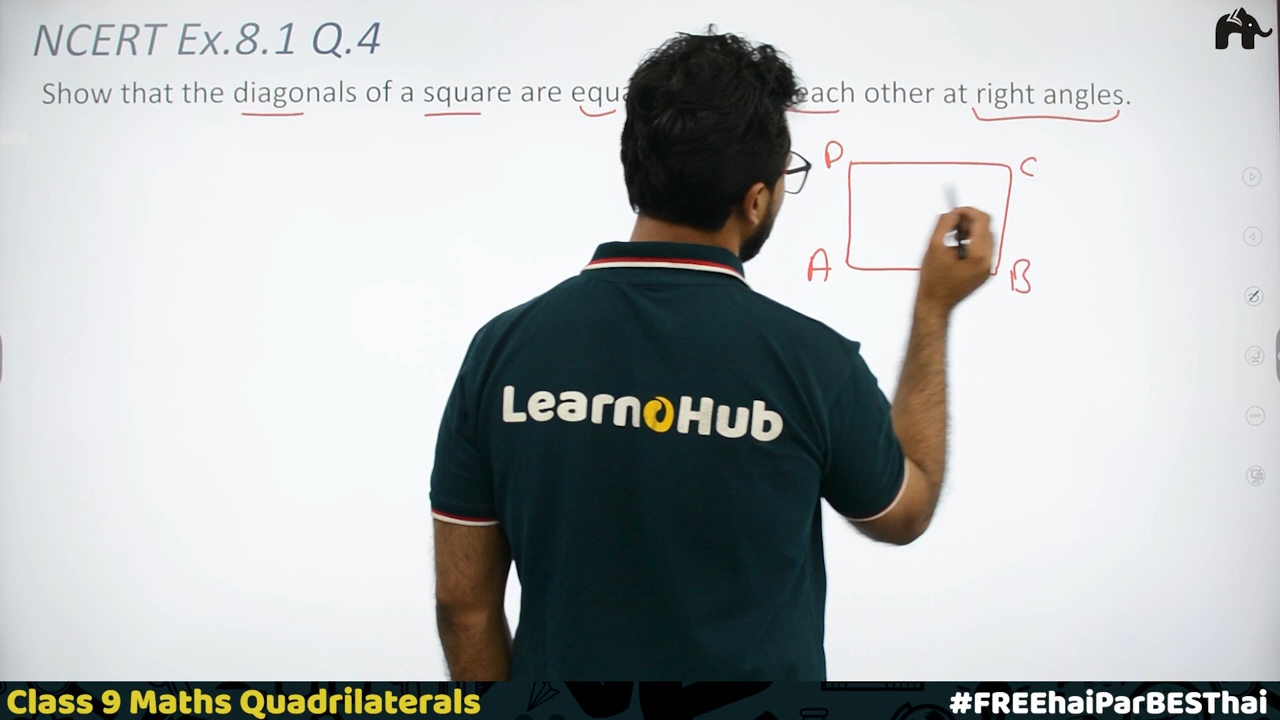 NCERT Ex.8.1 Q.4
Show that the diagonals of a square are equ each other at right angles.
D
C
A
B
LearnoHub
Class 9 Maths Quadrilaterals
#FREEhaiParBESThai